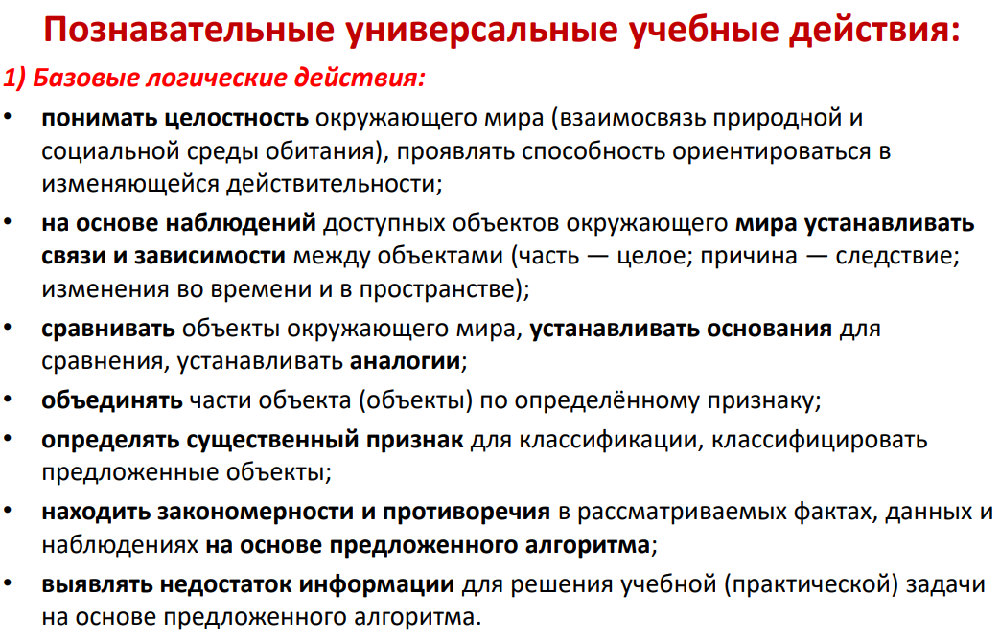 Познавательные универсальные учебные действия:
1) Базовые логические действия:
• понимать целостность окружающего мира (взаимосвязь природной и
социальной среды обитания), проявлять способность ориентироваться в
изменяющейся действительности;
• на основе наблюдений доступных объектов окружающего мира устанавливать
связи и зависимости между объектами (часть — целое; причина — следствие;
изменения во времени и в пространстве);
• сравнивать объекты окружающего мира, устанавливать основания для
сравнения, устанавливать аналогии;
• объединять части объекта (объекты) по определённому признаку;
• определять существенный признак для классификации, классифицировать
предложенные объекты;
• находить закономерности и противоречия в рассматриваемых фактах, данных и
наблюдениях на основе предложенного алгоритма;
• выявлять недостаток информации для решения учебной (практической) задачи
на основе предложенного алгоритма.